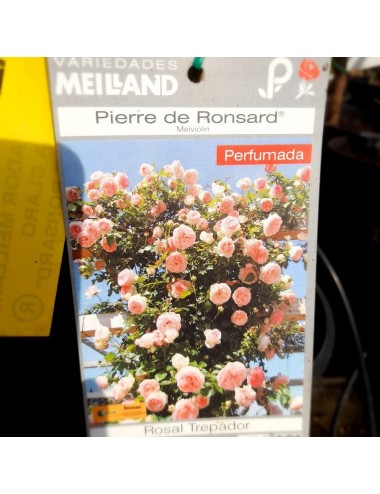 VARIEDADES
MEILLAND
Pierre de Ronsard®
Meiviolin
Perfumada
Rosal Trepador